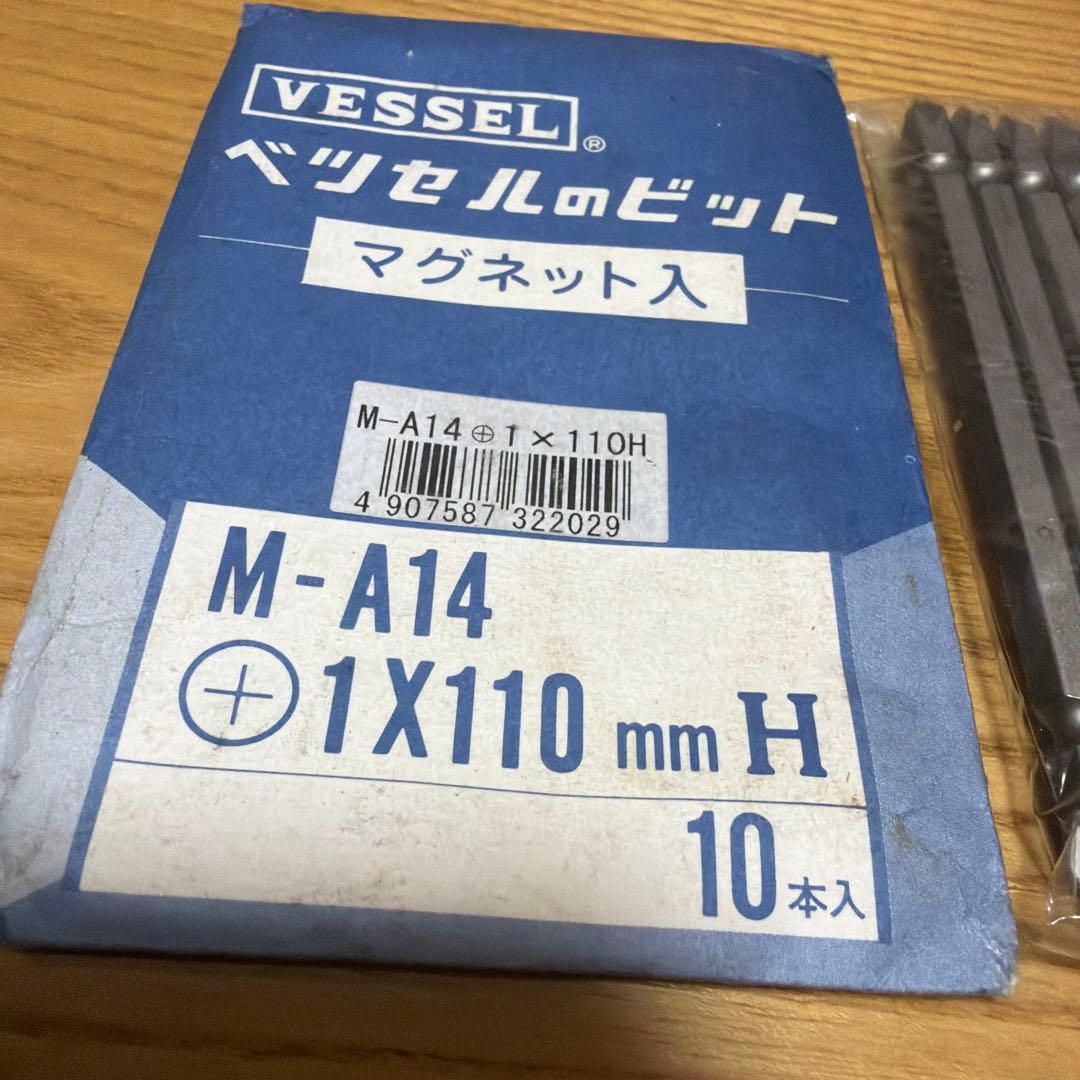 VESSEL®
ベツセルのビット
マグネット入
M-A14⊕1×110H
4 907587 322029
M-A14
⊕1X110 mm H
10本入